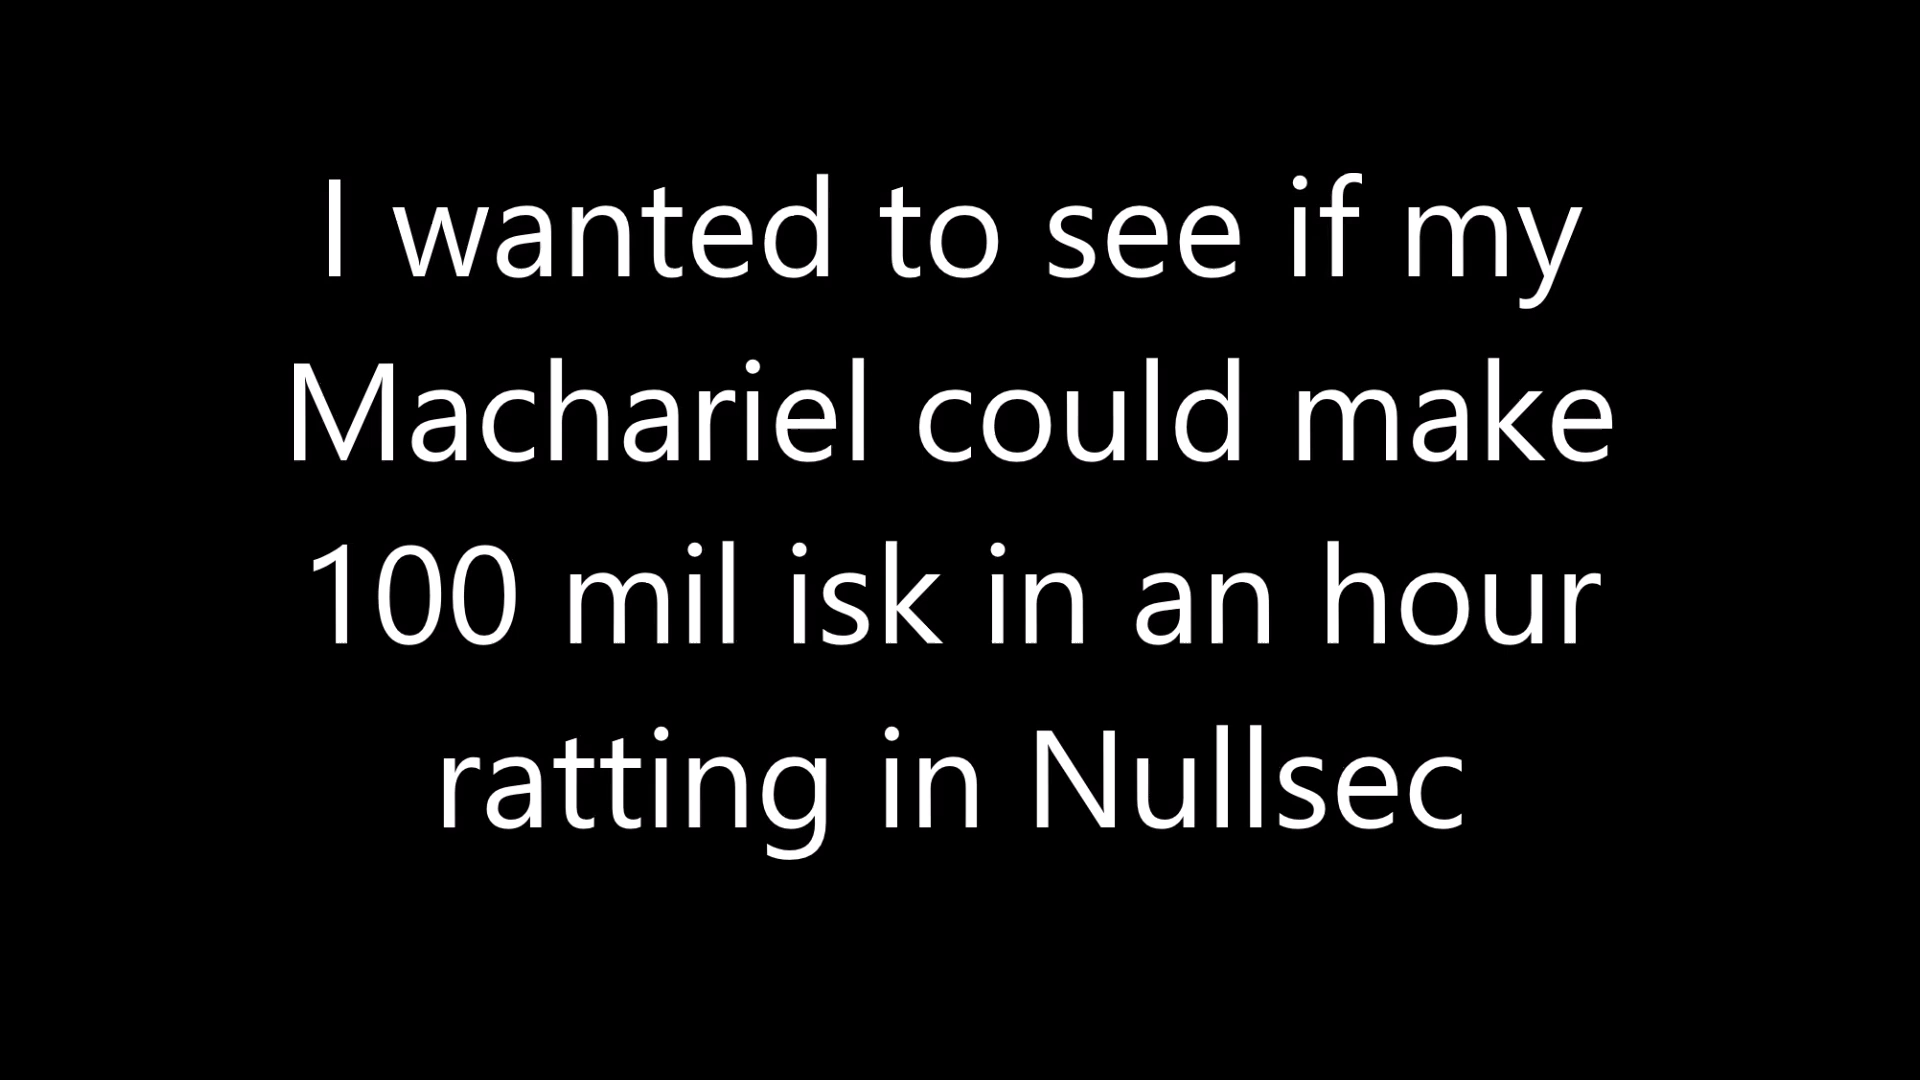 I wanted to see if my
Machariel could make
100 mil isk in an hour
ratting in Nullsec